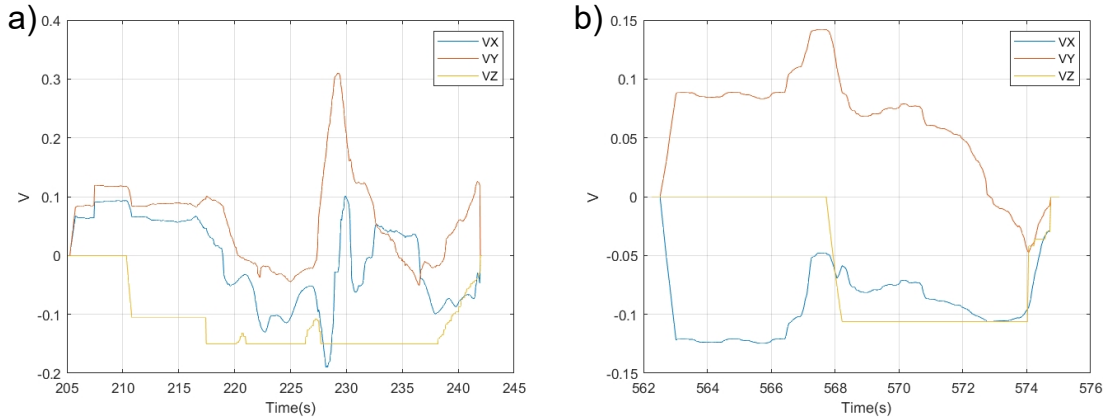 a)
0.4
0.3
0.2
0.1
0
-0.1
-0.2
V
205
210
215
220
225
230
235
240
245
Time(s)
VX
VY
VZ
b)
0.15
0.1
0.05
0
-0.05
-0.1
-0.15
V
562
564
566
568
570
572
574
576
Time(s)
VX
VY
VZ